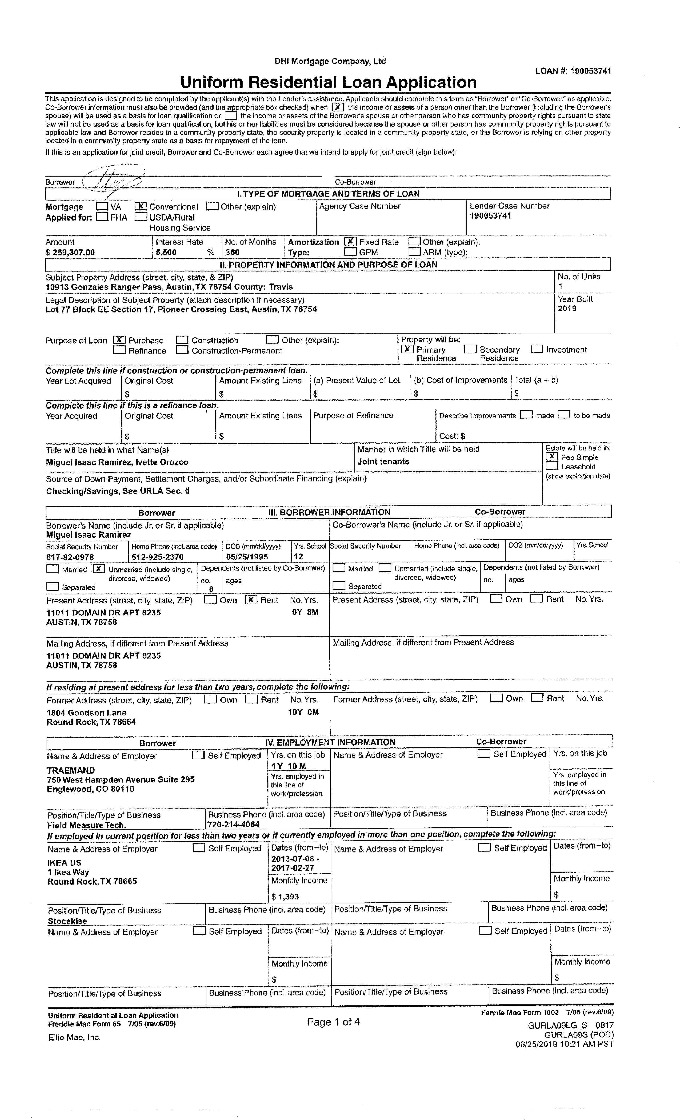 DHI Mortgage Company, Ltd
LOAN #: 190053741
Uniform Residential Loan Application
This application is designed to be completed by the applicant(s) with the Lender's assistance. Applicants should complete this form as "Borrower" or "Co-Borrower" as applicable.
Co-Borrower information must also be provided (and the appropriate box checked) when [X] the income or assets of a person other than the Borrower (including the Borrower's
spouse) will be used as a basis for loan qualification or [ ] the income or assets of the Borrower's spouse or other person who has community property rights pursuant to state
law will not be used as a basis for loan qualification, but his or her liabilities must be considered because the spouse or other person has community property rights pursuant to
applicable law and Borrower resides in a community property state, the security property is located in a community property state, or the Borrower is relying on other property
located in a community property state as a basis for repayment of the loan.
If this is an application for joint credit, Borrower and Co-Borrower each agree that we intend to apply for joint credit (sign below):
Borrower Co-Borrower
I. TYPE OF MORTGAGE AND TERMS OF LOAN
Mortgage [ ] VA [X] Conventional [ ] Other (explain): Agency Case Number Lender Case Number
Applied for: [ ] FHA [ ] USDA/Rural 190053741
Housing Service
Amount Interest Rate No. of Months Amortization [X] Fixed Rate [ ] Other (explain):
$ 259,307.00 5.500 % 360 Type: [ ] GPM [ ] ARM (type):
II. PROPERTY INFORMATION AND PURPOSE OF LOAN
Subject Property Address (street, city, state, & ZIP) No. of Units
10913 Gonzales Ranger Pass, Austin, TX 78754 County: Travis 1
Legal Description of Subject Property (attach description if necessary) Year Built
Lot 77 Block EE Section 17, Pioneer Crossing East, Austin, TX 78754 2019
Purpose of Loan [X] Purchase [ ] Construction [ ] Other (explain): Property will be:
[ ] Refinance [ ] Construction-Permanent [X] Primary Residence [ ] Secondary Residence [ ] Investment
Complete this line if construction or construction-permanent loan.
Year Lot Acquired Original Cost Amount Existing Liens (a) Present Value of Lot (b) Cost of Improvements Total (a + b)
$ $ $ $ $
Complete this line if this is a refinance loan.
Year Acquired Original Cost Amount Existing Liens Purpose of Refinance Describe Improvements [ ] made [ ] to be made
$ $ Cost: $
Title will be held in what Name(s) Manner in which Title will be held Estate will be held in:
Miguel Isaac Ramirez, Ivette Orozco Joint tenants [X] Fee Simple
[ ] Leasehold
Source of Down Payment, Settlement Charges, and/or Subordinate Financing (explain) (show expiration date)
Checking/Savings, See URLA Sec. 6
Borrower III. BORROWER INFORMATION Co-Borrower
Borrower's Name (include Jr. or Sr. if applicable) Co-Borrower's Name (include Jr. or Sr. if applicable)
Miguel Isaac Ramirez
Social Security Number Home Phone (incl. area code) DOB (mm/dd/yyyy) Yrs. School Social Security Number Home Phone (incl. area code) DOB (mm/dd/yyyy) Yrs. School
617-82-0978 512-925-2370 05/25/1995 12
[ ] Married [X] Unmarried (include single, divorced, widowed) Dependents (not listed by Co-Borrower) [ ] Married [ ] Unmarried (include single, divorced, widowed) Dependents (not listed by Borrower)
[ ] Separated no. ages [ ] Separated no. ages
Present Address (street, city, state, ZIP) [ ] Own [X] Rent No. Yrs. Present Address (street, city, state, ZIP) [ ] Own [ ] Rent No. Yrs.
11011 DOMAIN DR APT 8235 0Y 8M
AUSTIN, TX 78758
Mailing Address, if different from Present Address Mailing Address, if different from Present Address
11011 DOMAIN DR APT 8235
AUSTIN, TX 78758
If residing at present address for less than two years, complete the following:
Former Address (street, city, state, ZIP) [ ] Own [ ] Rent No. Yrs. Former Address (street, city, state, ZIP) [ ] Own [ ] Rent No. Yrs.
1804 Goodson Lane 10Y 0M
Round Rock, TX 78664
Borrower IV. EMPLOYMENT INFORMATION Co-Borrower
Name & Address of Employer [ ] Self Employed Yrs. on this job Name & Address of Employer [ ] Self Employed Yrs. on this job
1Y 10 M
TRAEMAND Yrs. employed in Yrs. employed in
750 West Hampden Avenue Suite 295 this line of this line of
Englewood, CO 80110 work/profession work/profession
Position/Title/Type of Business Business Phone (incl. area code) Position/Title/Type of Business Business Phone (incl. area code)
Field Measure Tech. 720-214-4084
If employed in current position for less than two years or if currently employed in more than one position, complete the following:
Name & Address of Employer [ ] Self Employed Dates (from–to) Name & Address of Employer [ ] Self Employed Dates (from–to)
IKEA US 2013-07-08 -
1 Ikea Way 2017-02-27
Round Rock, TX 78665 Monthly Income Monthly Income
$ 1,393 $
Position/Title/Type of Business Business Phone (incl. area code) Position/Title/Type of Business Business Phone (incl. area code)
Name & Address of Employer [ ] Self Employed Dates (from–to) Name & Address of Employer [ ] Self Employed Dates (from–to)
Monthly Income Monthly Income
$ $
Position/Title/Type of Business Business Phone (incl. area code) Position/Title/Type of Business Business Phone (incl. area code)
Uniform Residential Loan Application Fannie Mae Form 1003 7/05 (rev.6/09)
Freddie Mac Form 65 7/05 (rev.6/09) Page 1 of 4 GURLA09LG_S 0817
Ellie Mae, Inc. GURLA09S (POD)
06/25/2019 10:21 AM PST